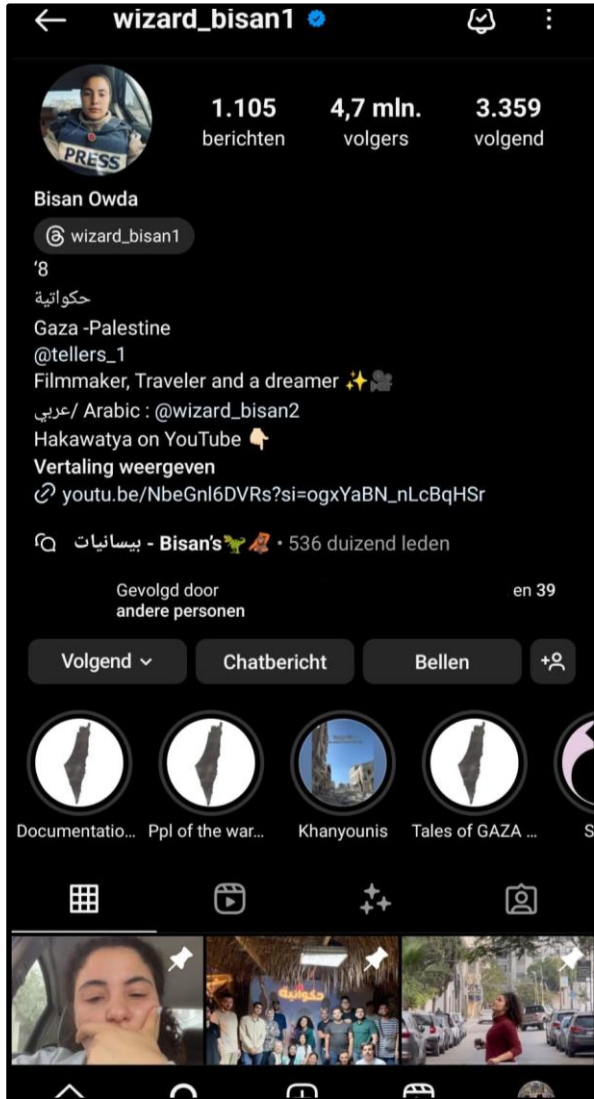 wizard_bisan1
1.105 4,7 mln. 3.359
berichten volgers volgend
PRESS
Bisan Owda
wizard_bisan1
‘8
حكواتية
Gaza -Palestine
@tellers_1
Filmmaker, Traveler and a dreamer ✨🎥
عربي/ Arabic : @wizard_bisan2
Hakawatya on YouTube 👇🏻
Vertaling weergeven
youtu.be/NbeGnl6DVRs?si=ogxYaBN_nLcBqHSr
بيسانيات - Bisan’s🦖🦧 · 536 duizend leden
Gevolgd door en 39
andere personen
Volgend Chatbericht Bellen
Documentatio... Ppl of the war... Khanyounis Tales of GAZA ... S
حكواتية